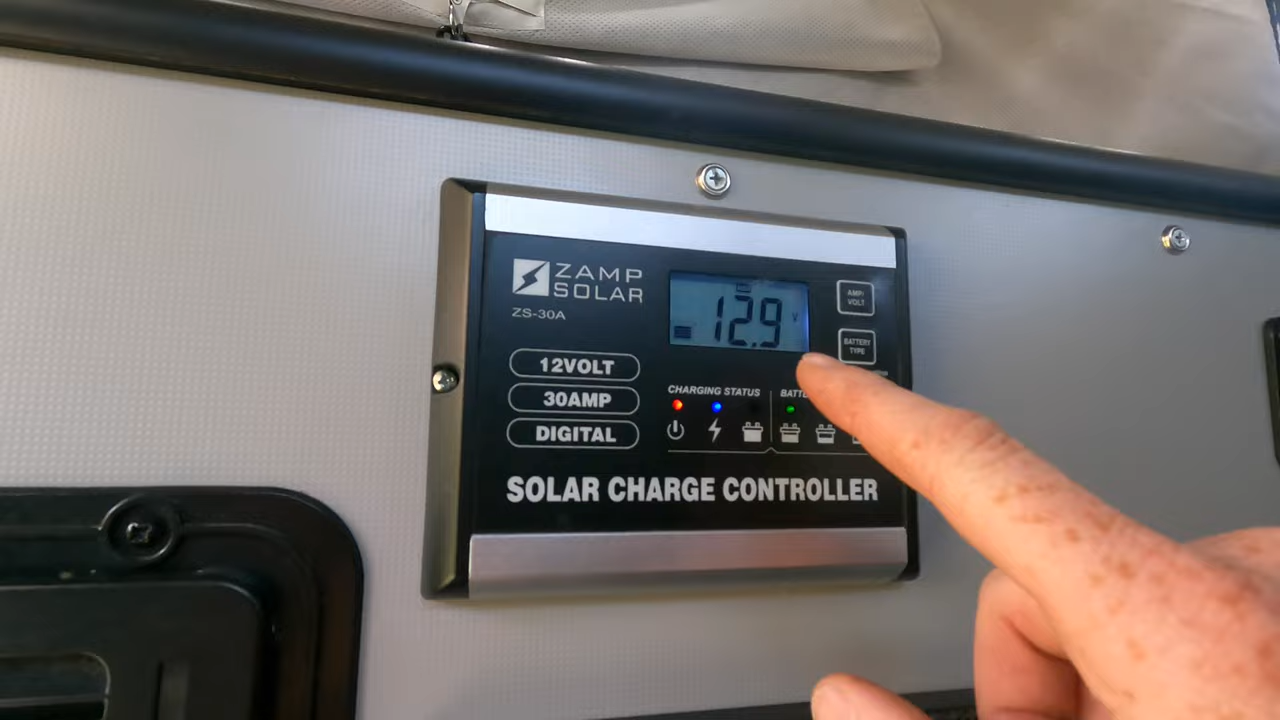 ZAMP
SOLAR
ZS-30A
12VOLT
30AMP
DIGITAL
12.9 V
AMP/
VOLT
BATTERY
TYPE
CHARGING STATUS
SOLAR CHARGE CONTROLLER